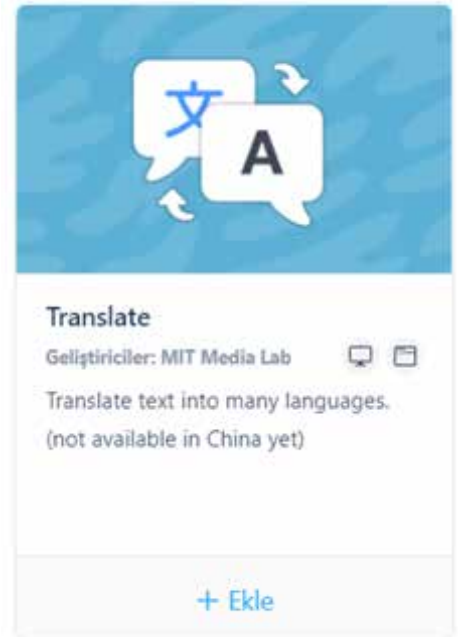 文
A
Translate
Geliştiriciler: MIT Media Lab
Translate text into many languages.
(not available in China yet)
+ Ekle